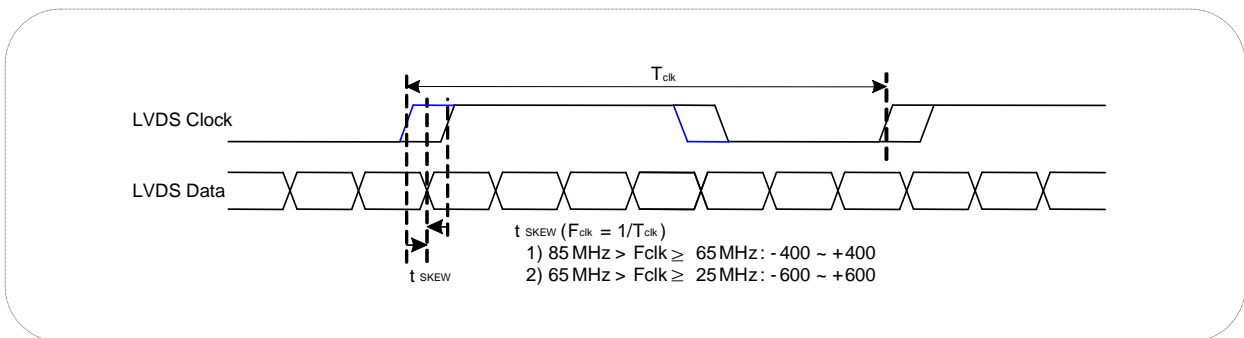 Tclk
LVDS Clock
LVDS Data
t SKEW (Fclk = 1/Tclk)
1) 85 MHz > Fclk ≥ 65 MHz : -400 ~ +400
2) 65 MHz > Fclk ≥ 25 MHz : -600 ~ +600
t SKEW